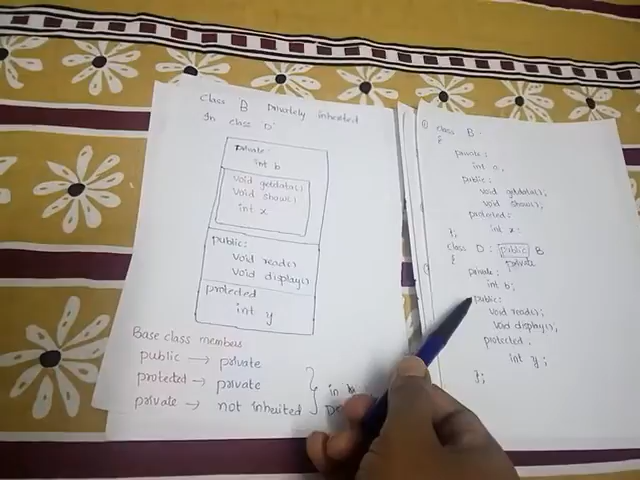 Class 'B' Privately inherited
In class 'D'
Private:
int b
void getdata()
void show()
int x
public:
void read()
void display()
protected
int y
Base class members
public → private
protected → private
private → not inherited
in
class B
{
private:
int a;
public:
void getdata();
void show();
protected:
int x;
};
class D : public B
private
{
private:
int b;
public:
void read();
void display();
protected:
int y;
};